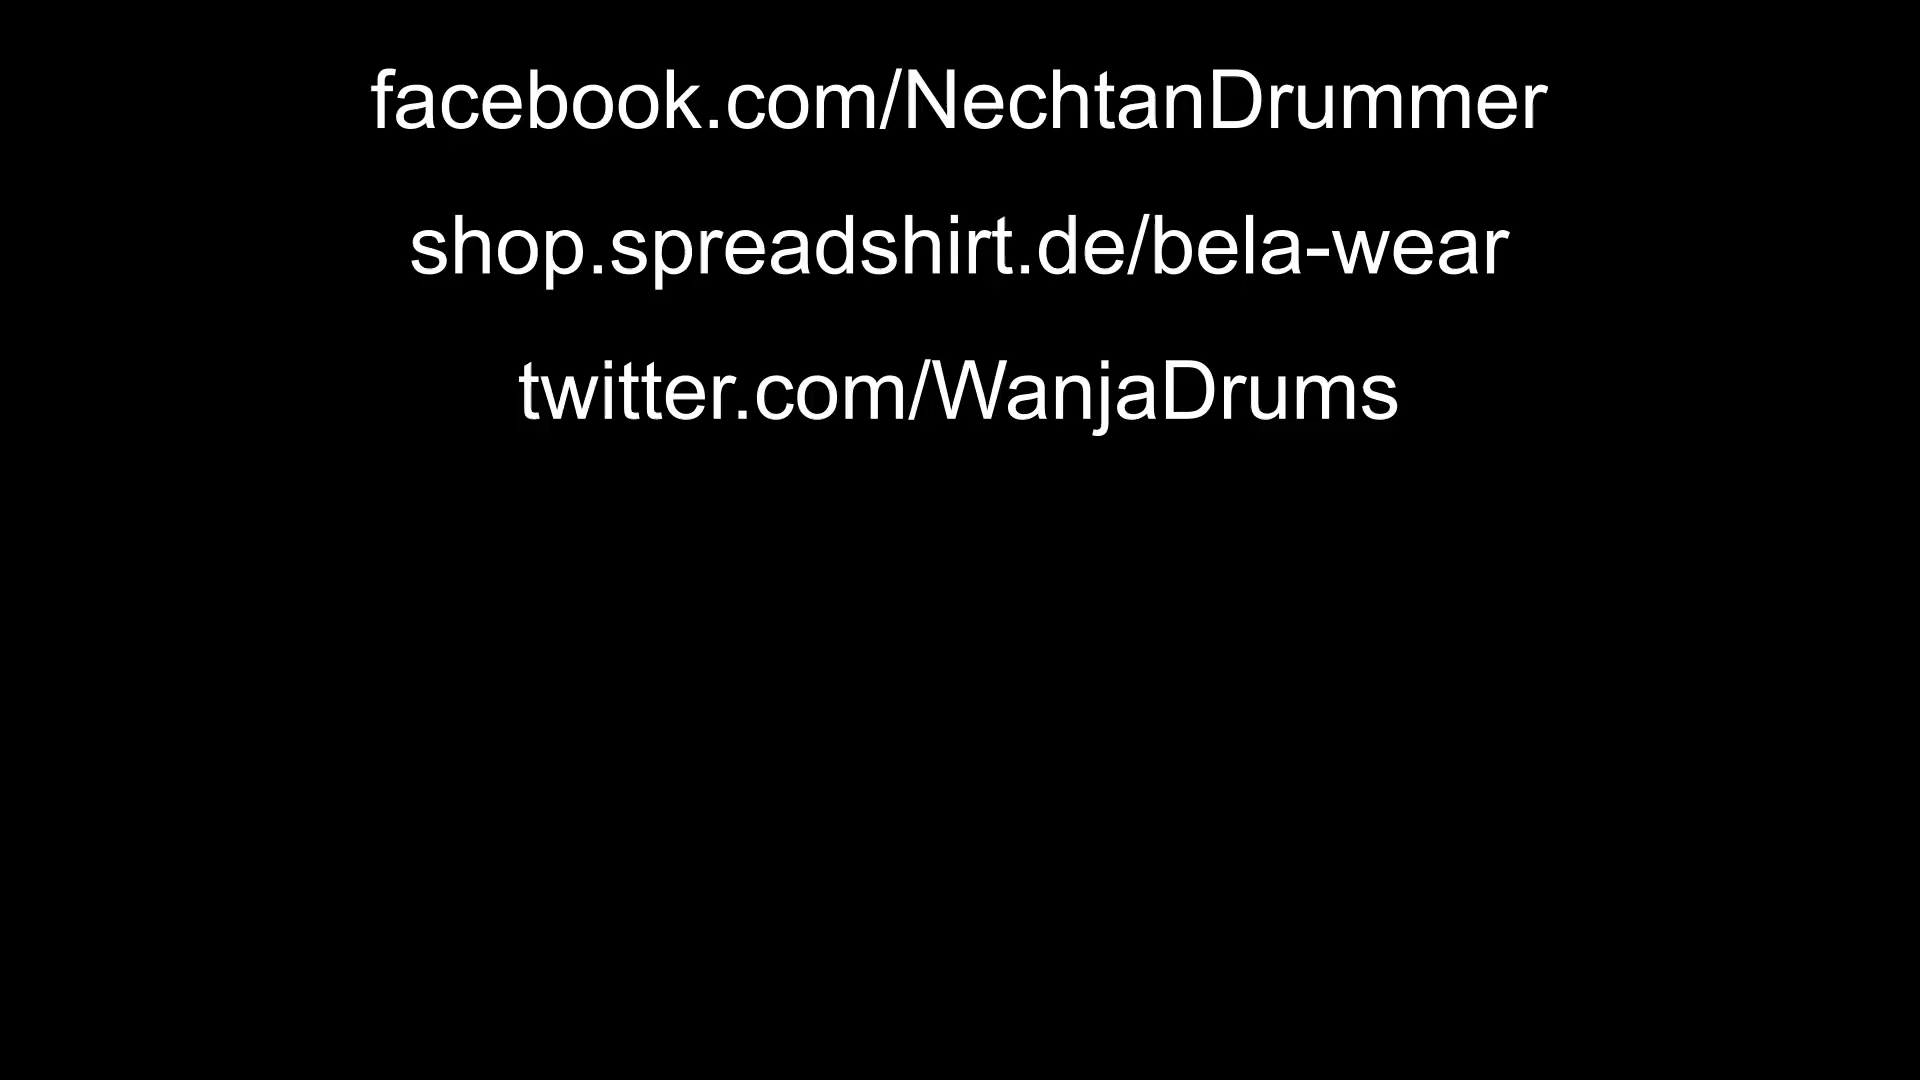 facebook.com/NechtanDrummer
shop.spreadshirt.de/bela-wear
twitter.com/WanjaDrums